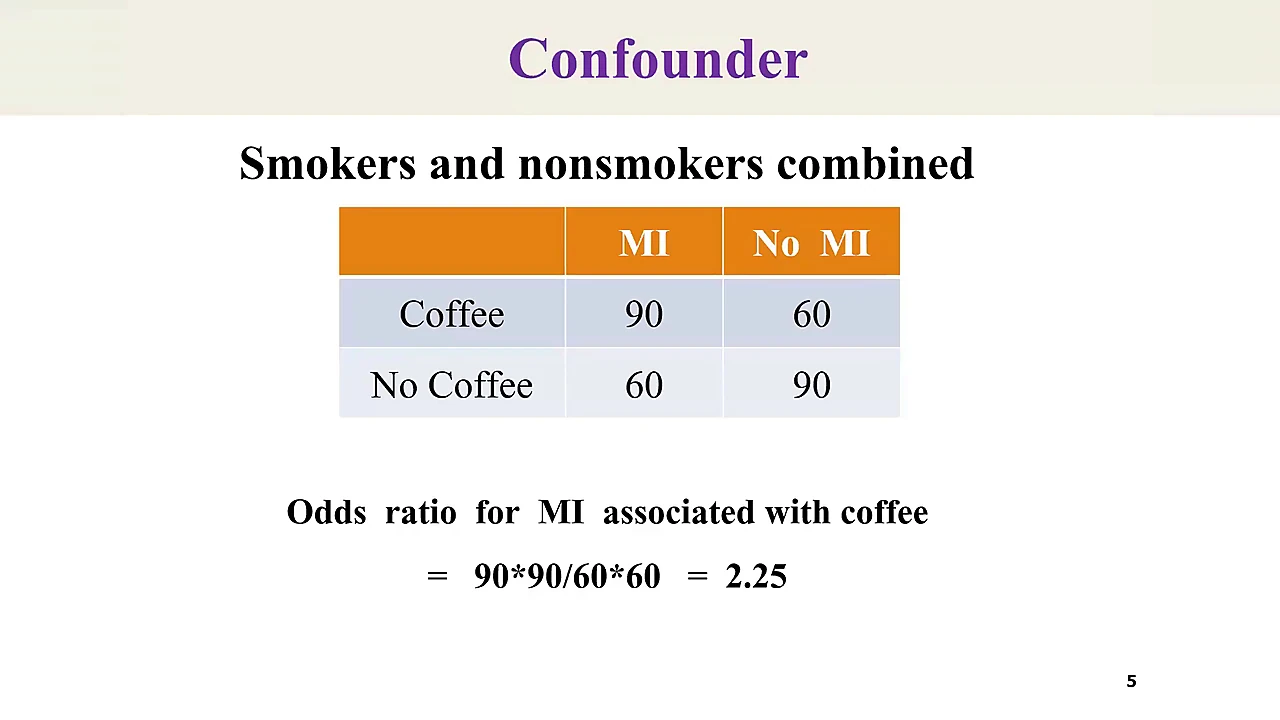 Confounder
Smokers and nonsmokers combined
MI No MI
Coffee 90 60
No Coffee 60 90
Odds ratio for MI associated with coffee
= 90*90/60*60 = 2.25
5